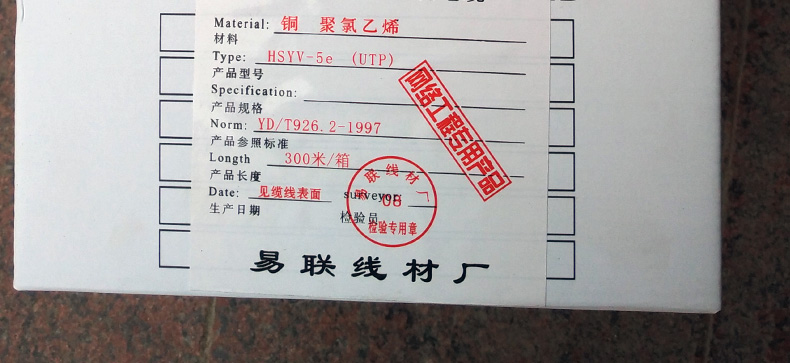 Material: 铜 聚氯乙烯
材料
Type: HSYV-5e (UTP)
产品型号
Specification:
产品规格
Norm: YD/T926.2-1997
产品参照标准
Length 300米/箱
产品长度
Date: 见缆线表面 surveyor:
生产日期 检验员
网络工程专用产品
易联线材厂
08
检验专用章
易联线材厂